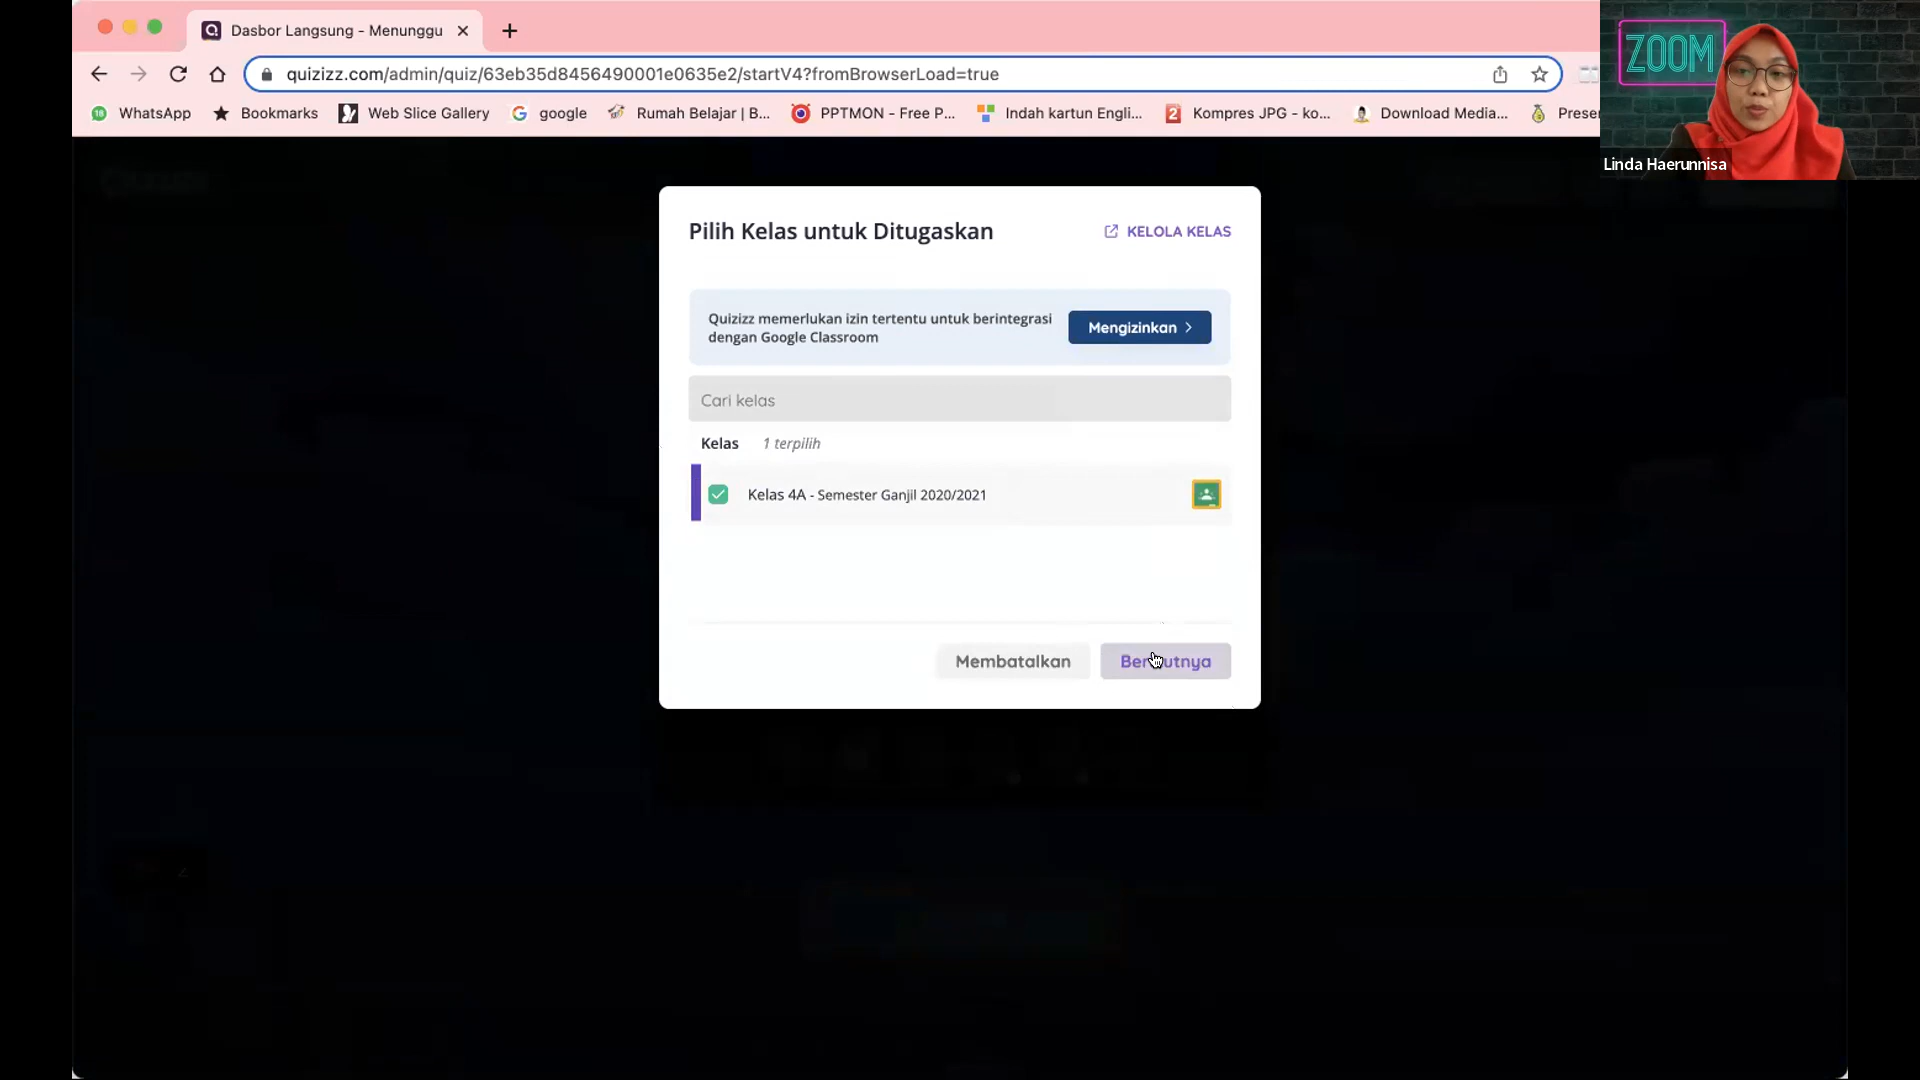 Dasbor Langsung - Menunggu
quizizz.com/admin/quiz/63eb35d8456490001e0635e2/startV4?fromBrowserLoad=true
WhatsApp Bookmarks Web Slice Gallery google Rumah Belajar | B... PPTMON - Free P... Indah kartun Engli... Kompres JPG - ko... Download Media... Prese
ZOOM
Linda Haerunnisa
Pilih Kelas untuk Ditugaskan
KELOLA KELAS
Quizizz memerlukan izin tertentu untuk berintegrasi
dengan Google Classroom
Mengizinkan
Cari kelas
Kelas 1 terpilih
Kelas 4A - Semester Ganjil 2020/2021
Membatalkan